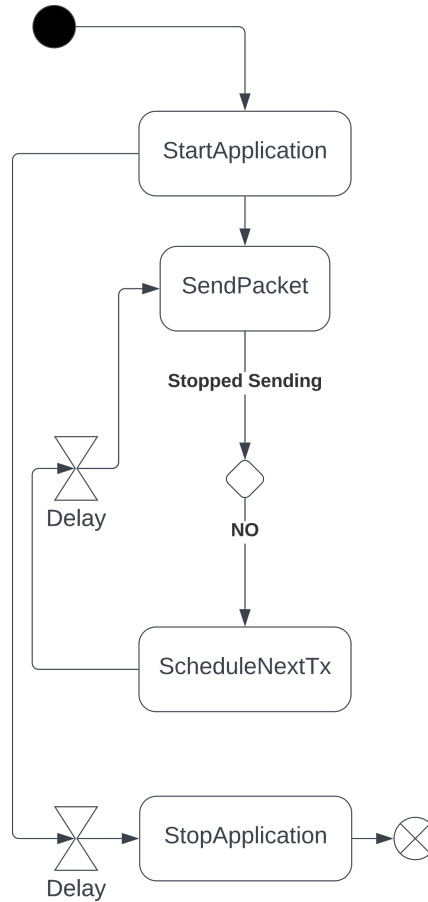 StartApplication
SendPacket
Stopped Sending
Delay
NO
ScheduleNextTx
StopApplication
Delay